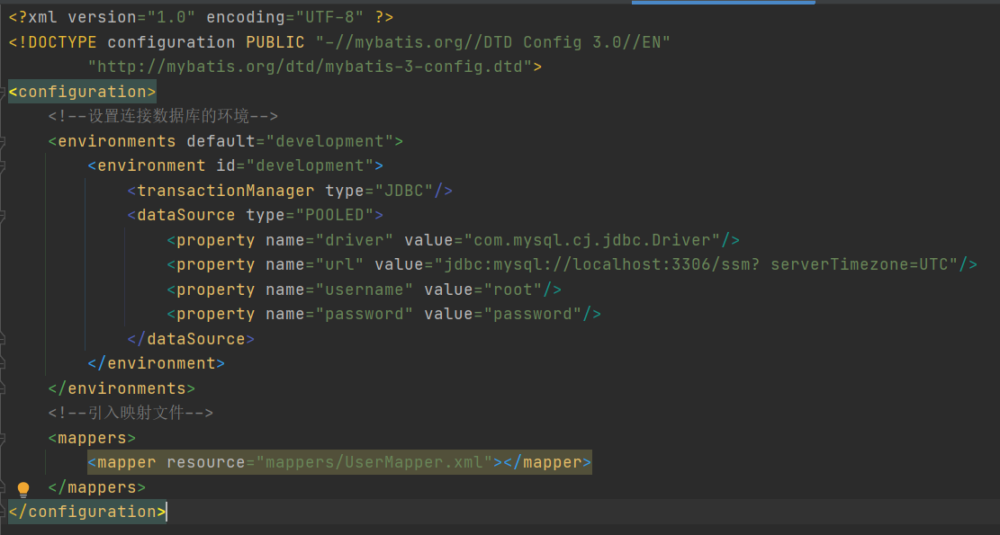 <?xml version="1.0" encoding="UTF-8" ?>
<!DOCTYPE configuration PUBLIC "-//mybatis.org//DTD Config 3.0//EN"
"http://mybatis.org/dtd/mybatis-3-config.dtd">
<configuration>
<!--设置连接数据库的环境-->
<environments default="development">
<environment id="development">
<transactionManager type="JDBC"/>
<dataSource type="POOLED">
<property name="driver" value="com.mysql.cj.jdbc.Driver"/>
<property name="url" value="jdbc:mysql://localhost:3306/ssm? serverTimezone=UTC"/>
<property name="username" value="root"/>
<property name="password" value="password"/>
</dataSource>
</environment>
</environments>
<!--引入映射文件-->
<mappers>
<mapper resource="mappers/UserMapper.xml"></mapper>
</mappers>
</configuration>